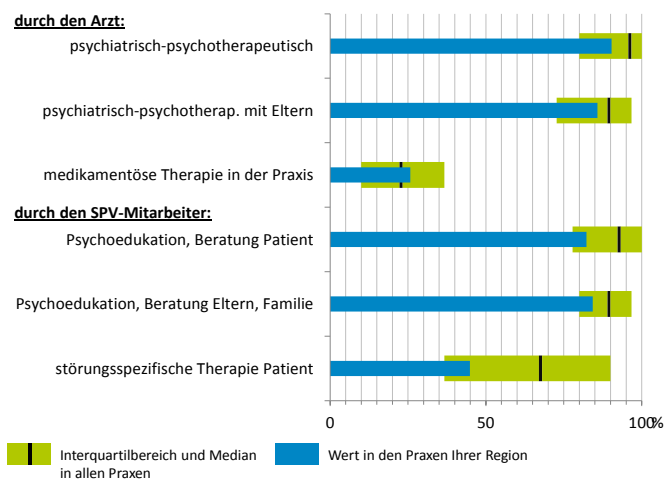 durch den Arzt:
psychiatrisch-psychotherapeutisch
psychiatrisch-psychotherap. mit Eltern
medikamentöse Therapie in der Praxis
durch den SPV-Mitarbeiter:
Psychoedukation, Beratung Patient
Psychoedukation, Beratung Eltern, Familie
störungsspezifische Therapie Patient
0 50 100%
Interquartilbereich und Median
in allen Praxen
Wert in den Praxen Ihrer Region